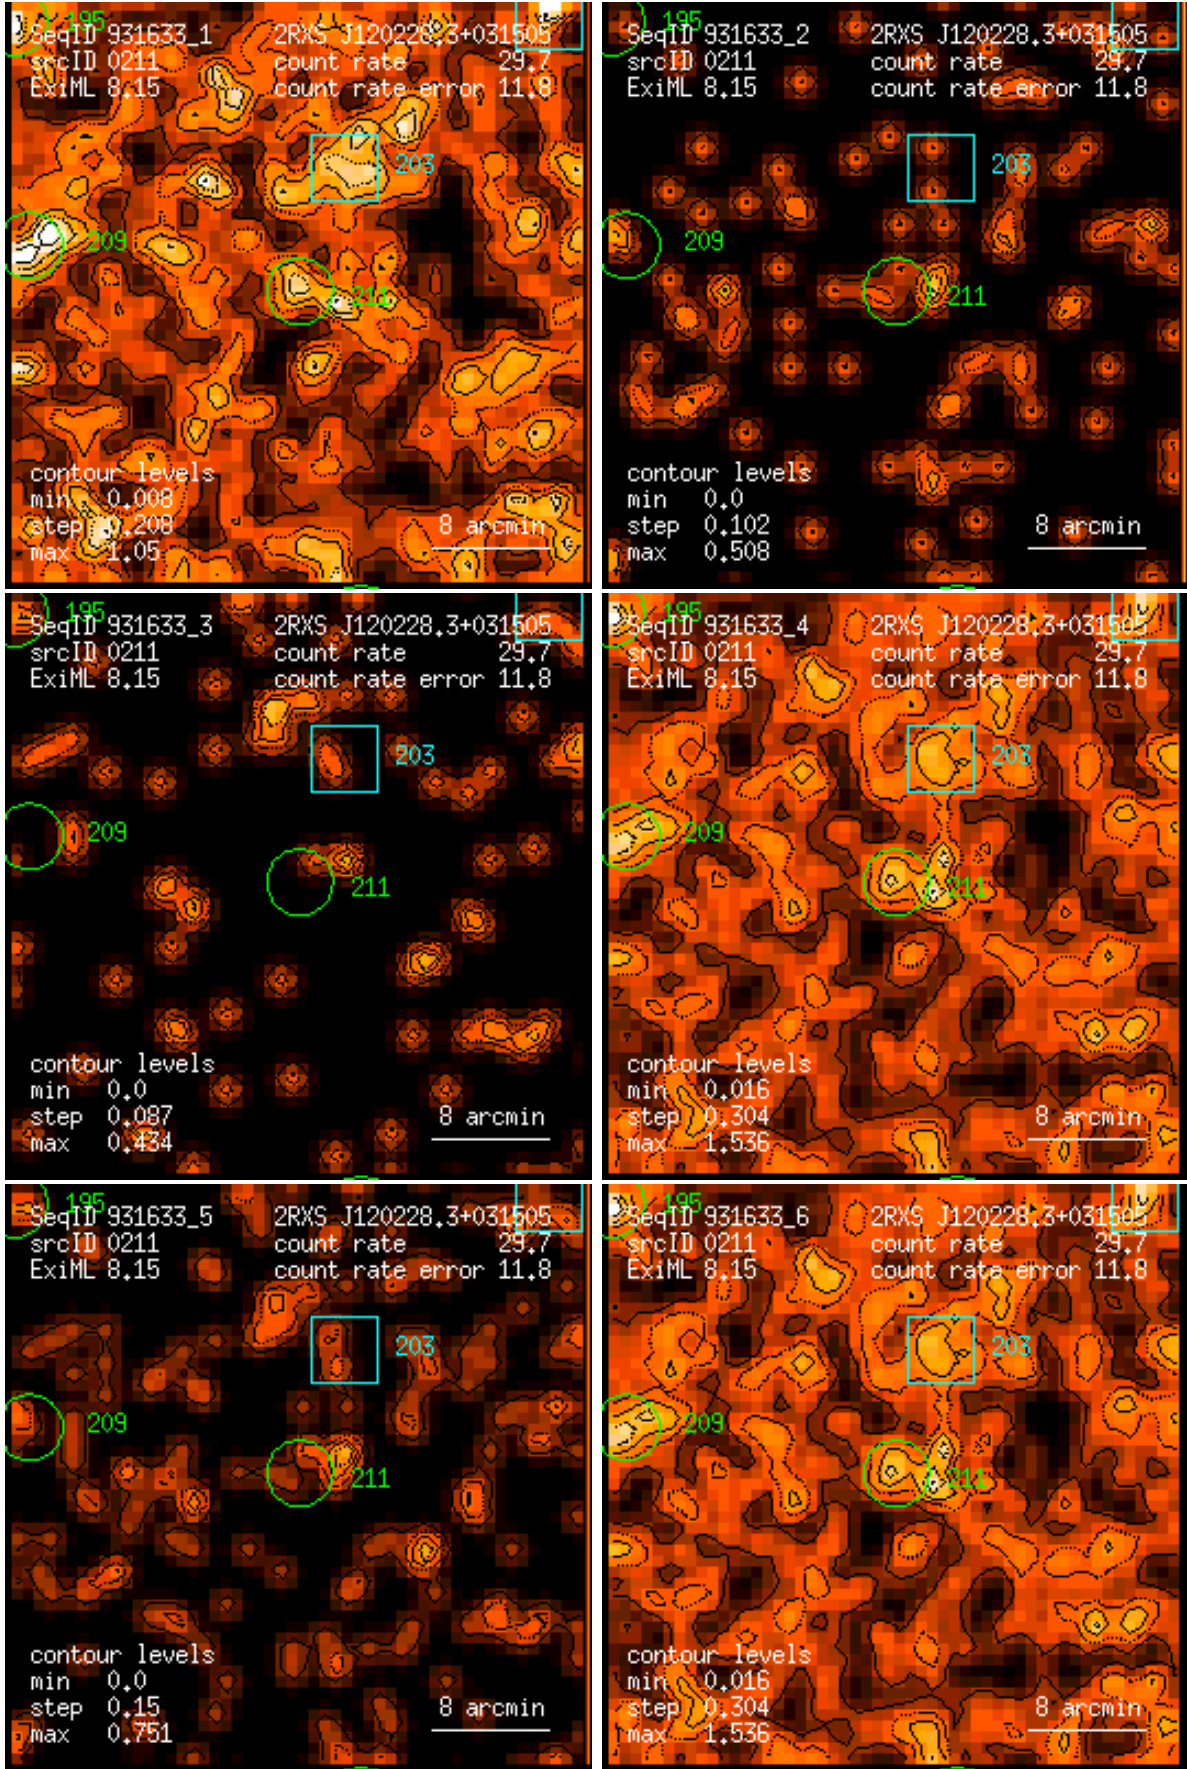 195
SeqID 931633_1 2RXS J120228.3+031505
srcID 0211 count rate 29.7
ExiML 8.15 count rate error 11.8
203
209
211
contour levels
min 0.008
step 0.208
max 1.05
8 arcmin
195
SeqID 931633_2 2RXS J120228.3+031505
srcID 0211 count rate 29.7
ExiML 8.15 count rate error 11.8
203
209
211
contour levels
min 0.0
step 0.102
max 0.508
8 arcmin
195
SeqID 931633_3 2RXS J120228.3+031505
srcID 0211 count rate 29.7
ExiML 8.15 count rate error 11.8
203
209
211
contour levels
min 0.0
step 0.087
max 0.434
8 arcmin
195
SeqID 931633_4 2RXS J120228.3+031505
srcID 0211 count rate 29.7
ExiML 8.15 count rate error 11.8
203
209
211
contour levels
min 0.016
step 0.304
max 1.536
8 arcmin
195
SeqID 931633_5 2RXS J120228.3+031505
srcID 0211 count rate 29.7
ExiML 8.15 count rate error 11.8
203
209
211
contour levels
min 0.0
step 0.15
max 0.751
8 arcmin
195
SeqID 931633_6 2RXS J120228.3+031505
srcID 0211 count rate 29.7
ExiML 8.15 count rate error 11.8
203
209
211
contour levels
min 0.016
step 0.304
max 1.536
8 arcmin